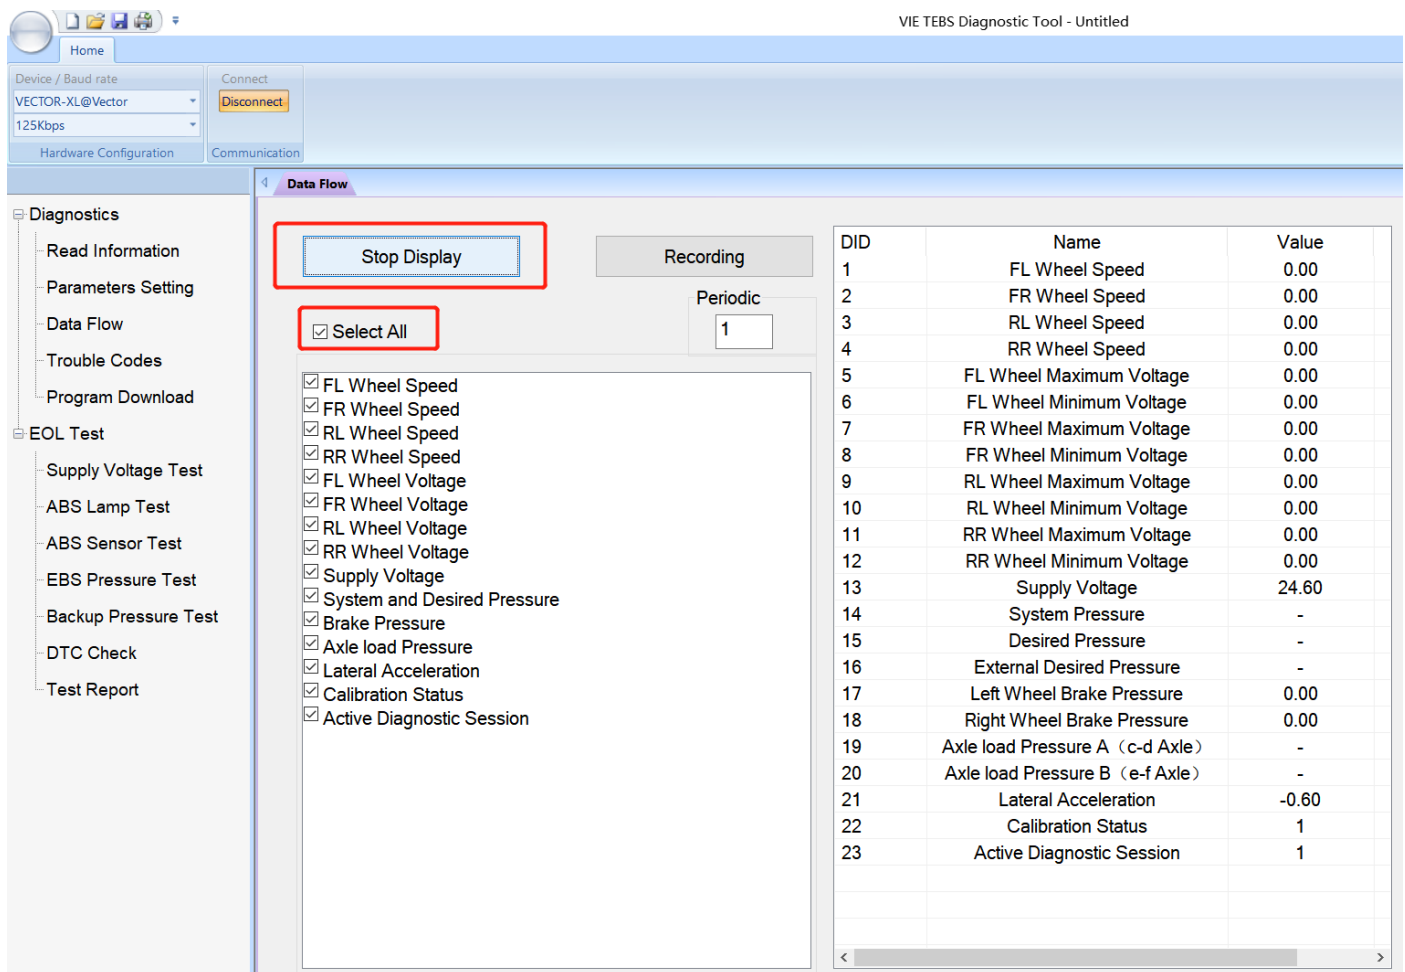 VIE TEBS Diagnostic Tool - Untitled
Home
Device / Baud rate
VECTOR-XL@Vector
125Kbps
Hardware Configuration
Connect
Disconnect
Communication
Diagnostics
Read Information
Parameters Setting
Data Flow
Trouble Codes
Program Download
EOL Test
Supply Voltage Test
ABS Lamp Test
ABS Sensor Test
EBS Pressure Test
Backup Pressure Test
DTC Check
Test Report
Data Flow
Stop Display
Recording
Select All
Periodic
1
FL Wheel Speed
FR Wheel Speed
RL Wheel Speed
RR Wheel Speed
FL Wheel Voltage
FR Wheel Voltage
RL Wheel Voltage
RR Wheel Voltage
Supply Voltage
System and Desired Pressure
Brake Pressure
Axle load Pressure
Lateral Acceleration
Calibration Status
Active Diagnostic Session
DID Name Value
1 FL Wheel Speed 0.00
2 FR Wheel Speed 0.00
3 RL Wheel Speed 0.00
4 RR Wheel Speed 0.00
5 FL Wheel Maximum Voltage 0.00
6 FL Wheel Minimum Voltage 0.00
7 FR Wheel Maximum Voltage 0.00
8 FR Wheel Minimum Voltage 0.00
9 RL Wheel Maximum Voltage 0.00
10 RL Wheel Minimum Voltage 0.00
11 RR Wheel Maximum Voltage 0.00
12 RR Wheel Minimum Voltage 0.00
13 Supply Voltage 24.60
14 System Pressure -
15 Desired Pressure -
16 External Desired Pressure -
17 Left Wheel Brake Pressure 0.00
18 Right Wheel Brake Pressure 0.00
19 Axle load Pressure A（c-d Axle） -
20 Axle load Pressure B（e-f Axle） -
21 Lateral Acceleration -0.60
22 Calibration Status 1
23 Active Diagnostic Session 1